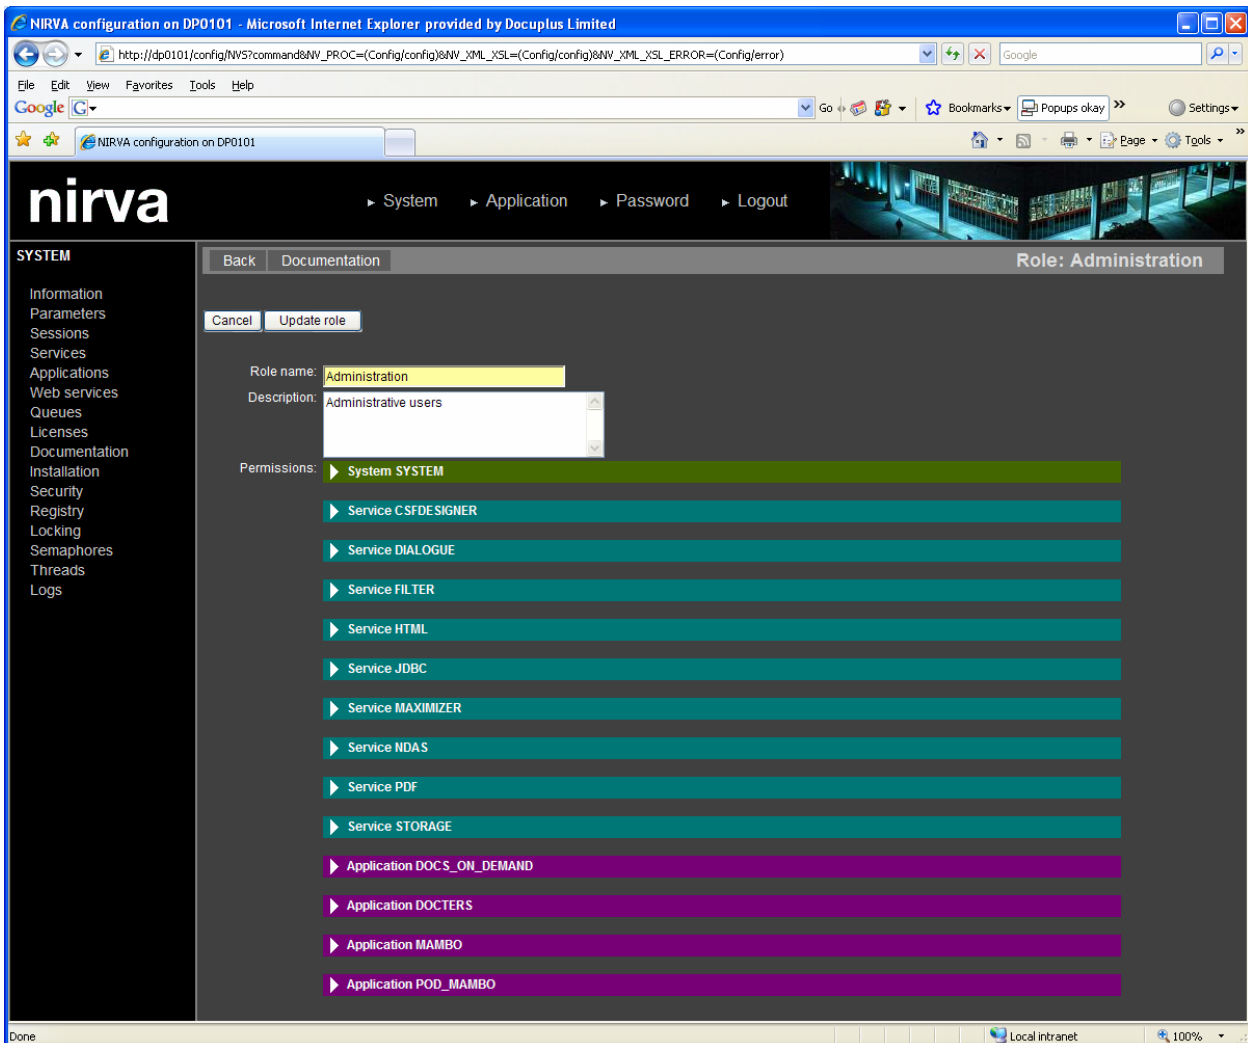 NIRVA configuration on DP0101 - Microsoft Internet Explorer provided by Docuplus Limited
http://dp0101/config/NVS?command&NV_PROC=(Config/config)&NV_XML_XSL=(Config/config)&NV_XML_XSL_ERROR=(Config/error)
Google
File Edit View Favorites Tools Help
Google G Go Bookmarks Popups okay Settings
NIRVA configuration on DP0101 Page Tools
nirva System Application Password Logout
SYSTEM
Back Documentation Role: Administration
Information
Parameters
Sessions
Services
Applications
Web services
Queues
Licenses
Documentation
Installation
Security
Registry
Locking
Semaphores
Threads
Logs
Cancel Update role
Role name: Administration
Description: Administrative users
Permissions: System SYSTEM
Service CSFDESIGNER
Service DIALOGUE
Service FILTER
Service HTML
Service JDBC
Service MAXIMIZER
Service NDAS
Service PDF
Service STORAGE
Application DOCS_ON_DEMAND
Application DOCTERS
Application MAMBO
Application POD_MAMBO
Done Local intranet 100%